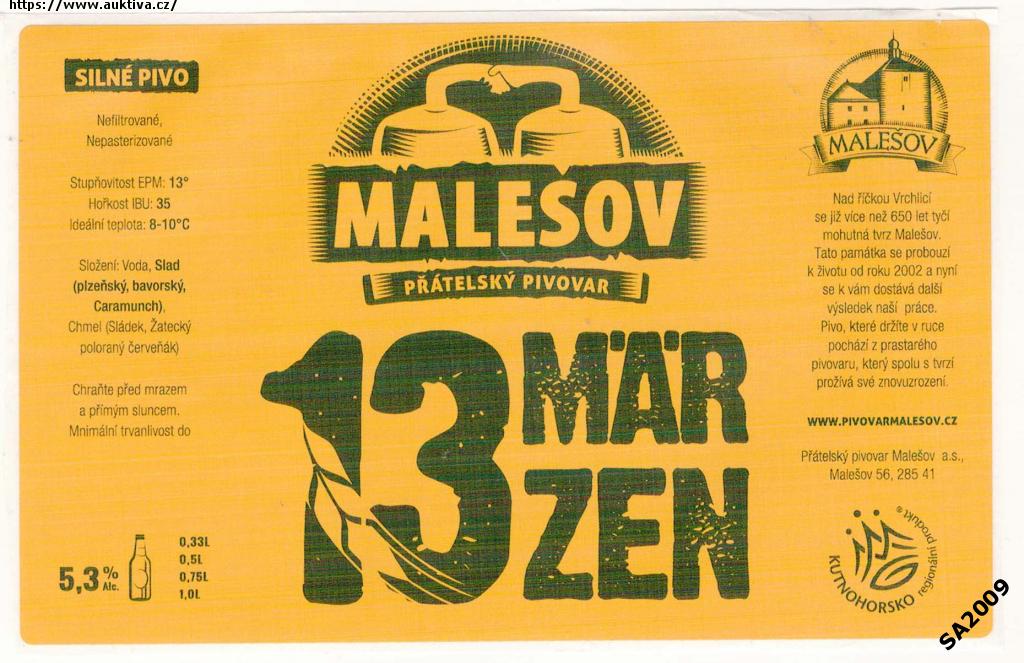 https://www.auktiva.cz/
SILNÉ PIVO
Nefiltrované,
Nepasterizované
Stupňovitost EPM: 13°
Hořkost IBU: 35
Ideální teplota: 8-10°C
Složení: Voda, Slad
(plzeňský, bavorský,
Caramunch),
Chmel (Sládek, Žatecký
poloraný červeňák)
Chraňte před mrazem
a přímým sluncem.
Mnimální trvanlivost do
5,3% Alc.
0,33L
0,5L
0,75L
1,0L
MALEŠOV
PŘÁTELSKÝ PIVOVAR
13 MÄR
ZEN
MALEŠOV
Nad říčkou Vrchlicí
se již více než 650 let tyčí
mohutná tvrz Malešov.
Tato památka se probouzí
k životu od roku 2002 a nyní
se k vám dostává další
výsledek naší práce.
Pivo, které držíte v ruce
pochází z prastarého
pivovaru, který spolu s tvrzí
prožívá své znovuzrození.
WWW.PIVOVARMALESOV.CZ
Přátelský pivovar Malešov a.s.,
Malešov 56, 285 41
KUTNOHORSKO regionální produkt®
SA2009